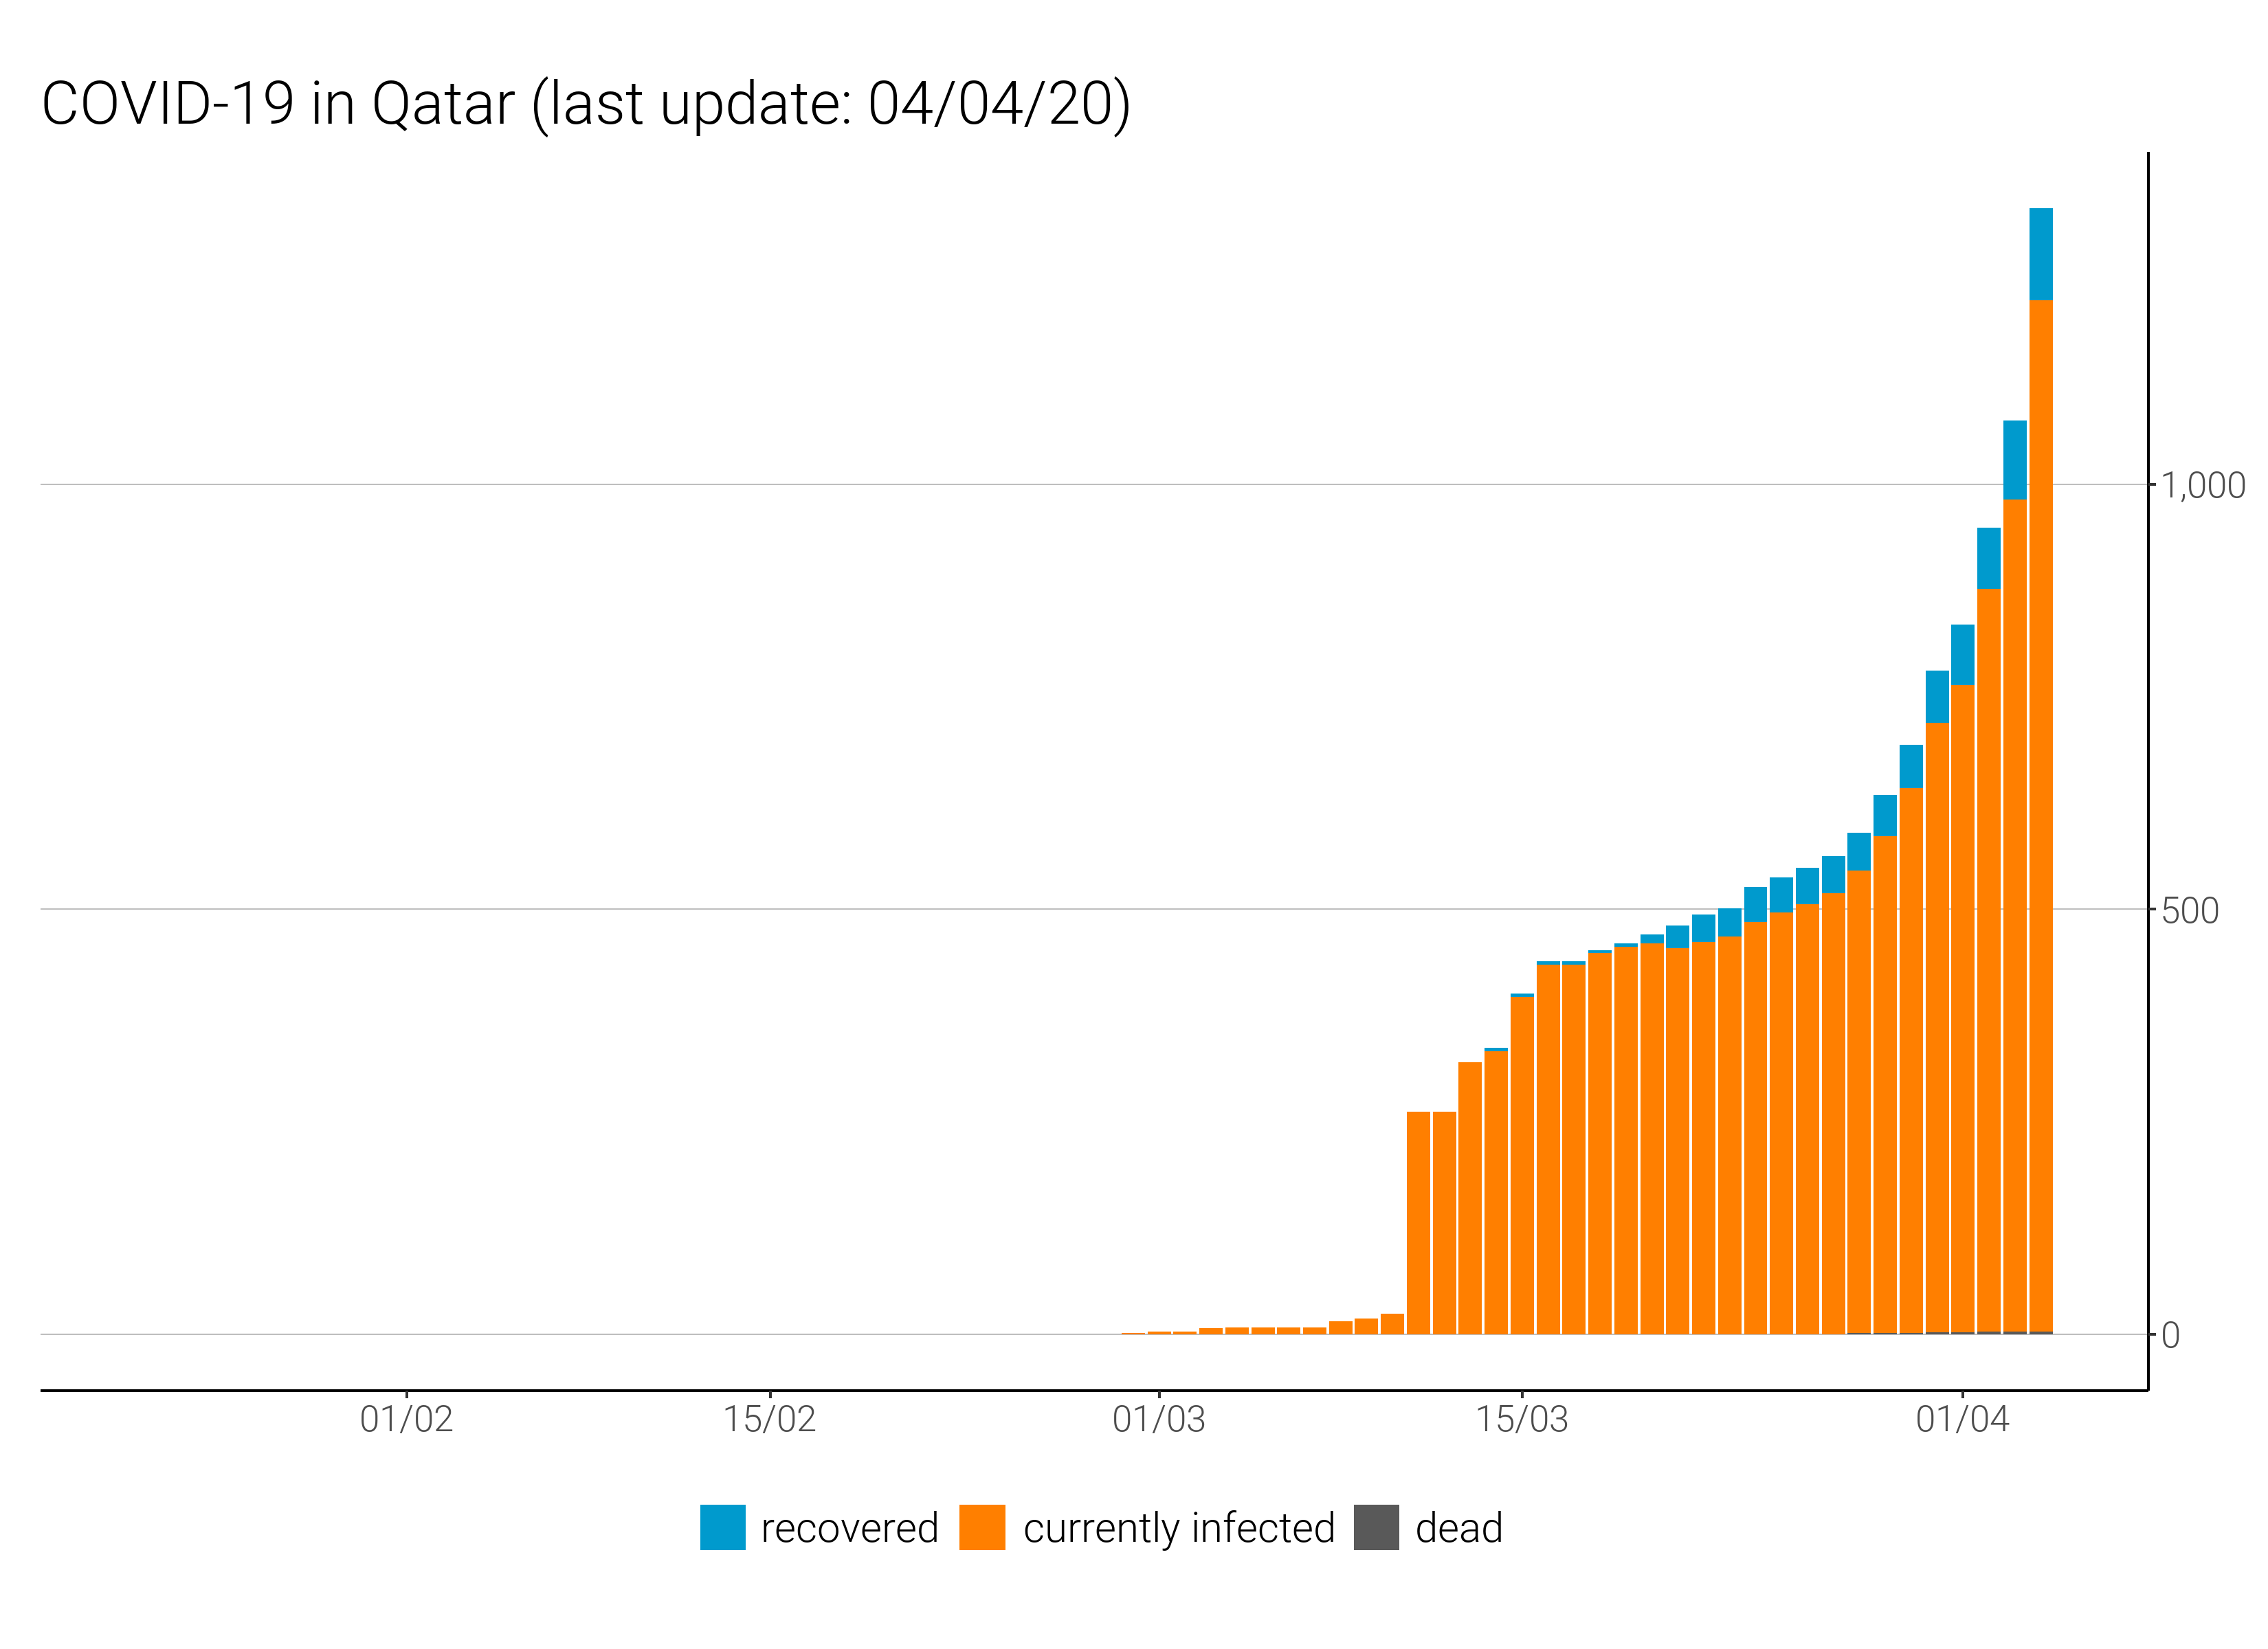 COVID-19 in Qatar (last update: 04/04/20)
1,000
500
0
01/02 15/02 01/03 15/03 01/04
recovered currently infected dead